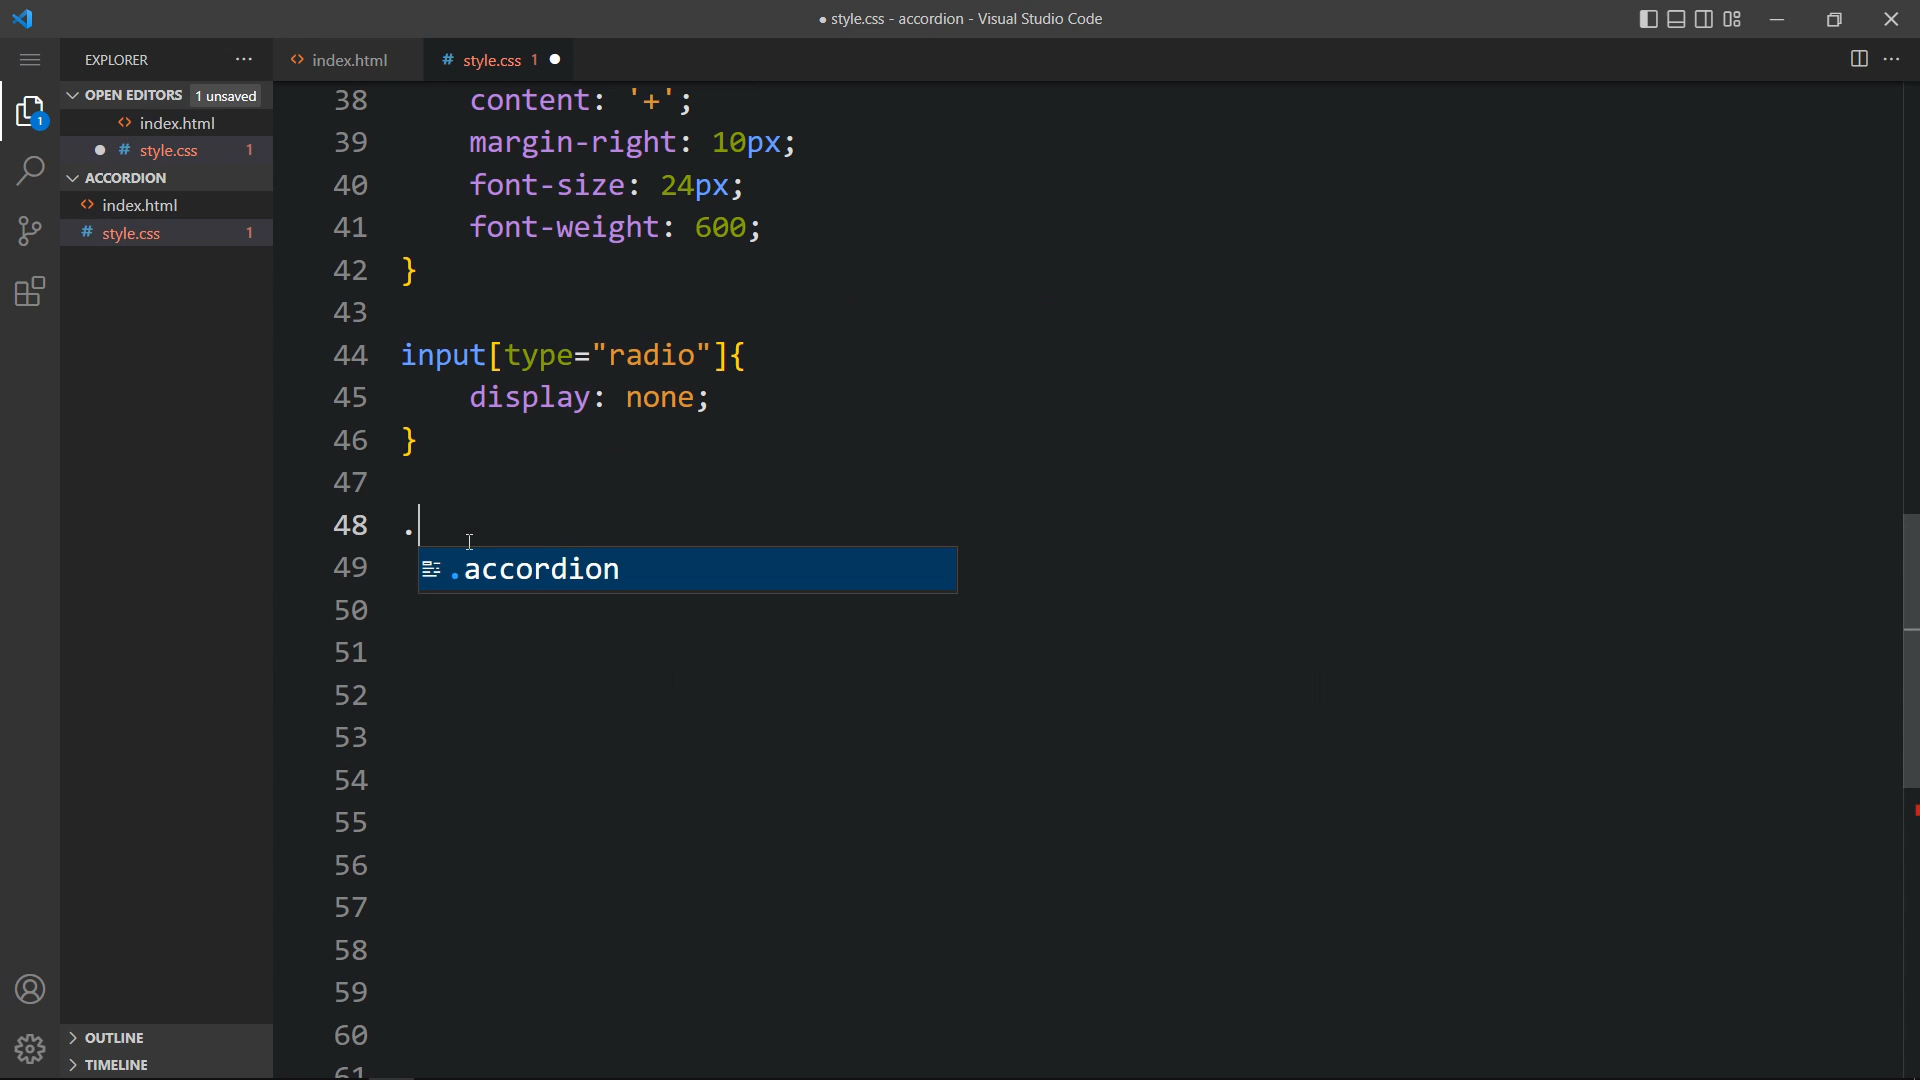 ● style.css - accordion - Visual Studio Code
EXPLORER
index.html
style.css 1
OPEN EDITORS 1 unsaved
index.html
style.css 1
ACCORDION
index.html
style.css 1
1
38 content: '+';
39 margin-right: 10px;
40 font-size: 24px;
41 font-weight: 600;
42 }
43
44 input[type="radio"]{
45 display: none;
46 }
47
48 .
49 .accordion
50
51
52
53
54
55
56
57
58
59
60
61
OUTLINE
TIMELINE